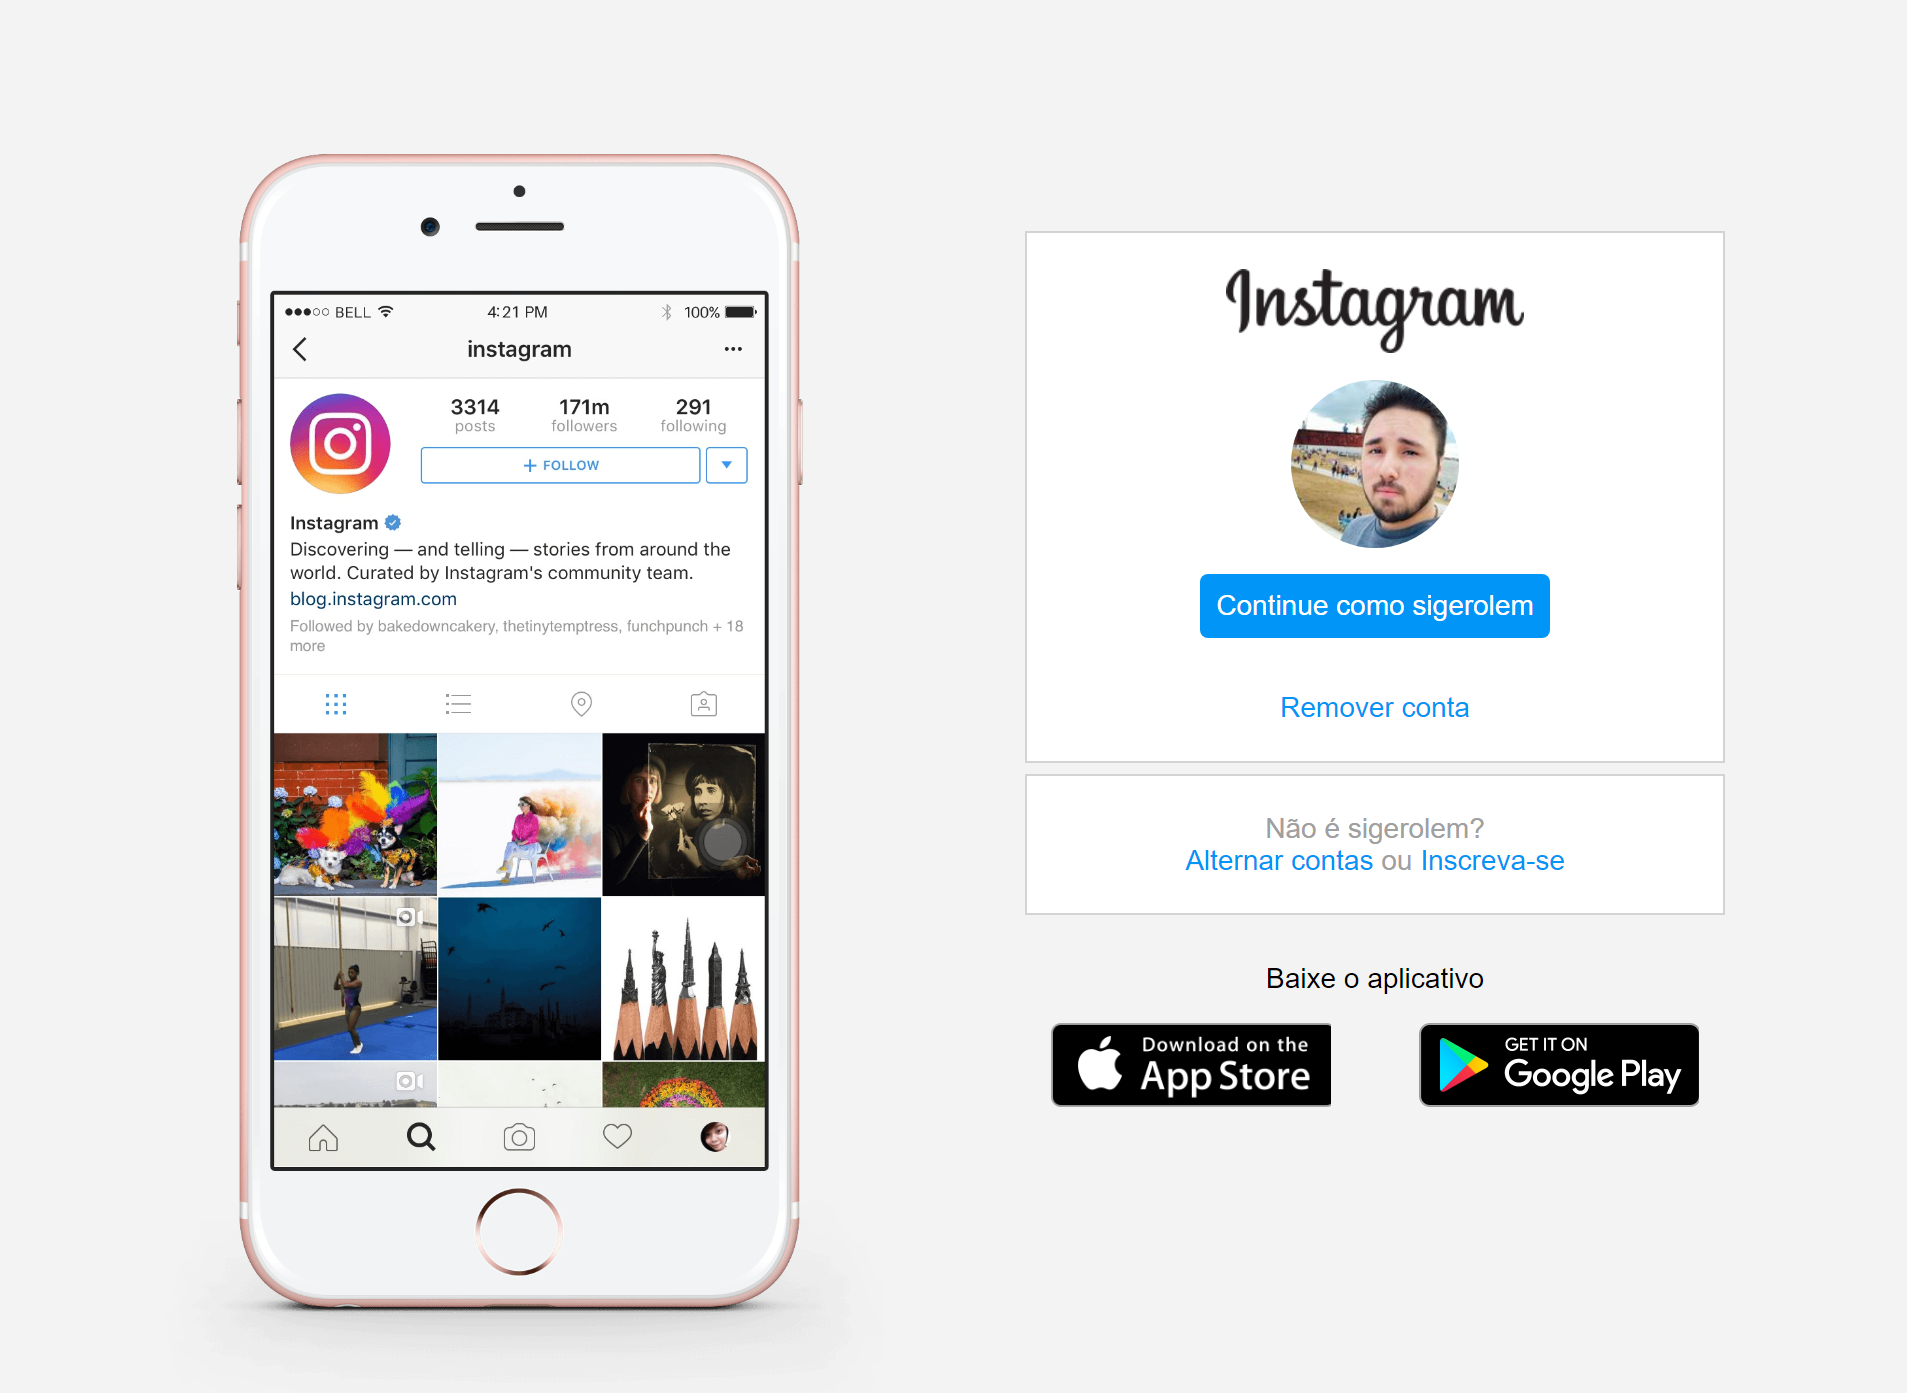 BELL 4:21 PM 100%
instagram
3314 171m 291
posts followers following
+ FOLLOW
Instagram
Discovering — and telling — stories from around the
world. Curated by Instagram's community team.
blog.instagram.com
Followed by bakedowncakery, thetinytemptress, funchpunch + 18
more
Instagram
Continue como sigerolem
Remover conta
Não é sigerolem?
Alternar contas ou Inscreva-se
Baixe o aplicativo
Download on the
App Store
GET IT ON
Google Play